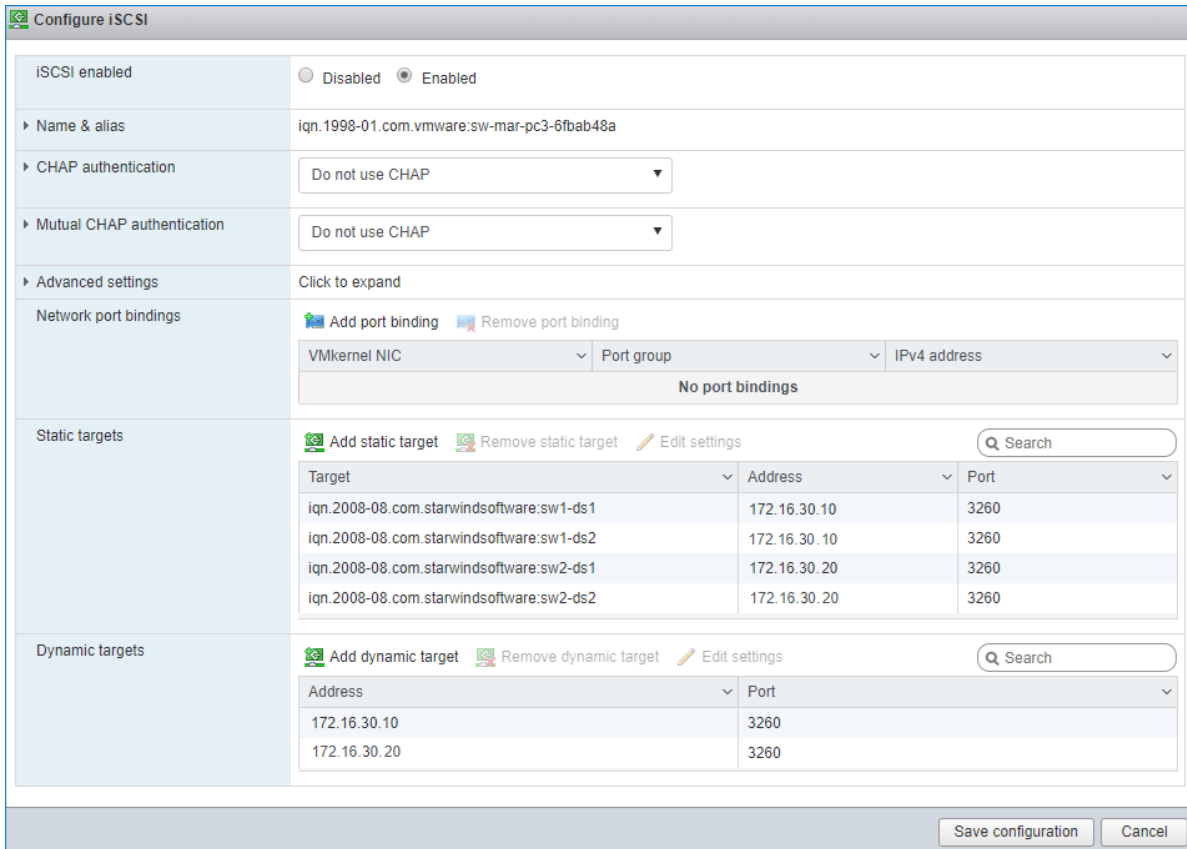 Configure iSCSI
iSCSI enabled Disabled Enabled
Name & alias iqn.1998-01.com.vmware:sw-mar-pc3-6fbab48a
CHAP authentication Do not use CHAP
Mutual CHAP authentication Do not use CHAP
Advanced settings Click to expand
Network port bindings Add port binding Remove port binding
VMkernel NIC Port group IPv4 address
No port bindings
Static targets Add static target Remove static target Edit settings Search
Target Address Port
iqn.2008-08.com.starwindsoftware:sw1-ds1 172.16.30.10 3260
iqn.2008-08.com.starwindsoftware:sw1-ds2 172.16.30.10 3260
iqn.2008-08.com.starwindsoftware:sw2-ds1 172.16.30.20 3260
iqn.2008-08.com.starwindsoftware:sw2-ds2 172.16.30.20 3260
Dynamic targets Add dynamic target Remove dynamic target Edit settings Search
Address Port
172.16.30.10 3260
172.16.30.20 3260
Save configuration Cancel